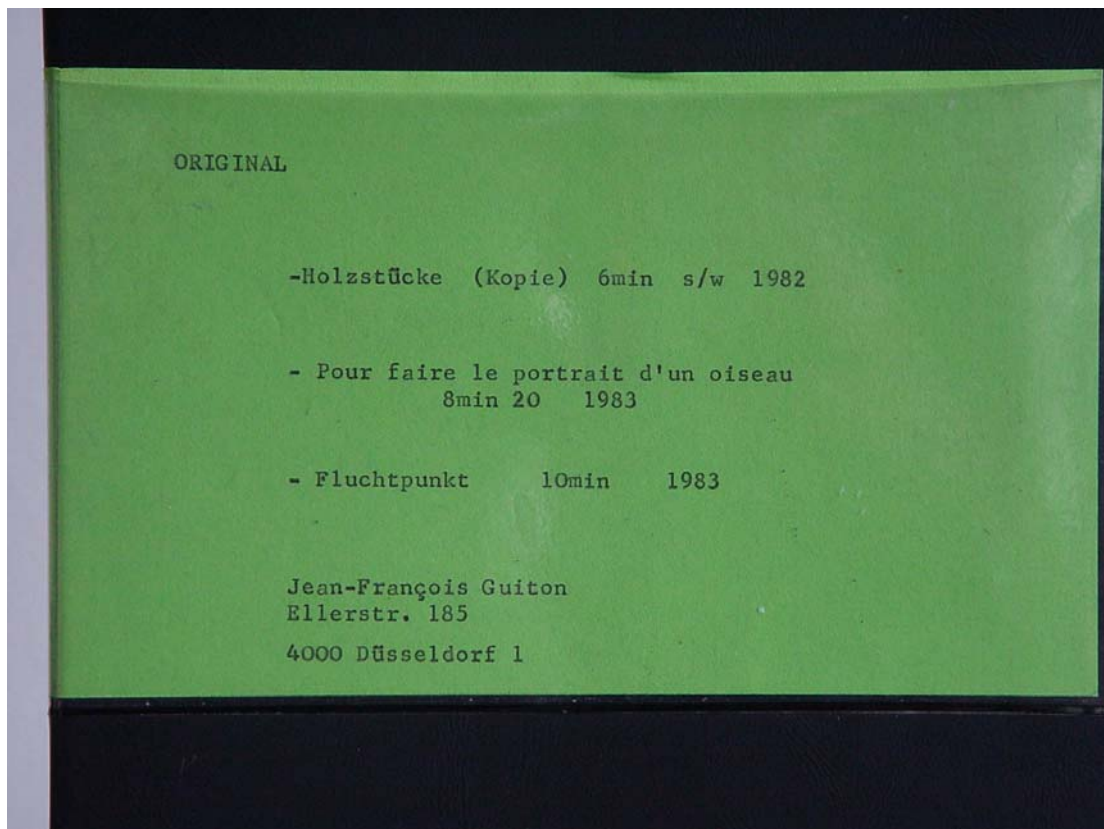 ORIGINAL
-Holzstücke (Kopie) 6min s/w 1982
- Pour faire le portrait d'un oiseau
8min 20 1983
- Fluchtpunkt 10min 1983
Jean-François Guiton
Ellerstr. 185
4000 Düsseldorf 1